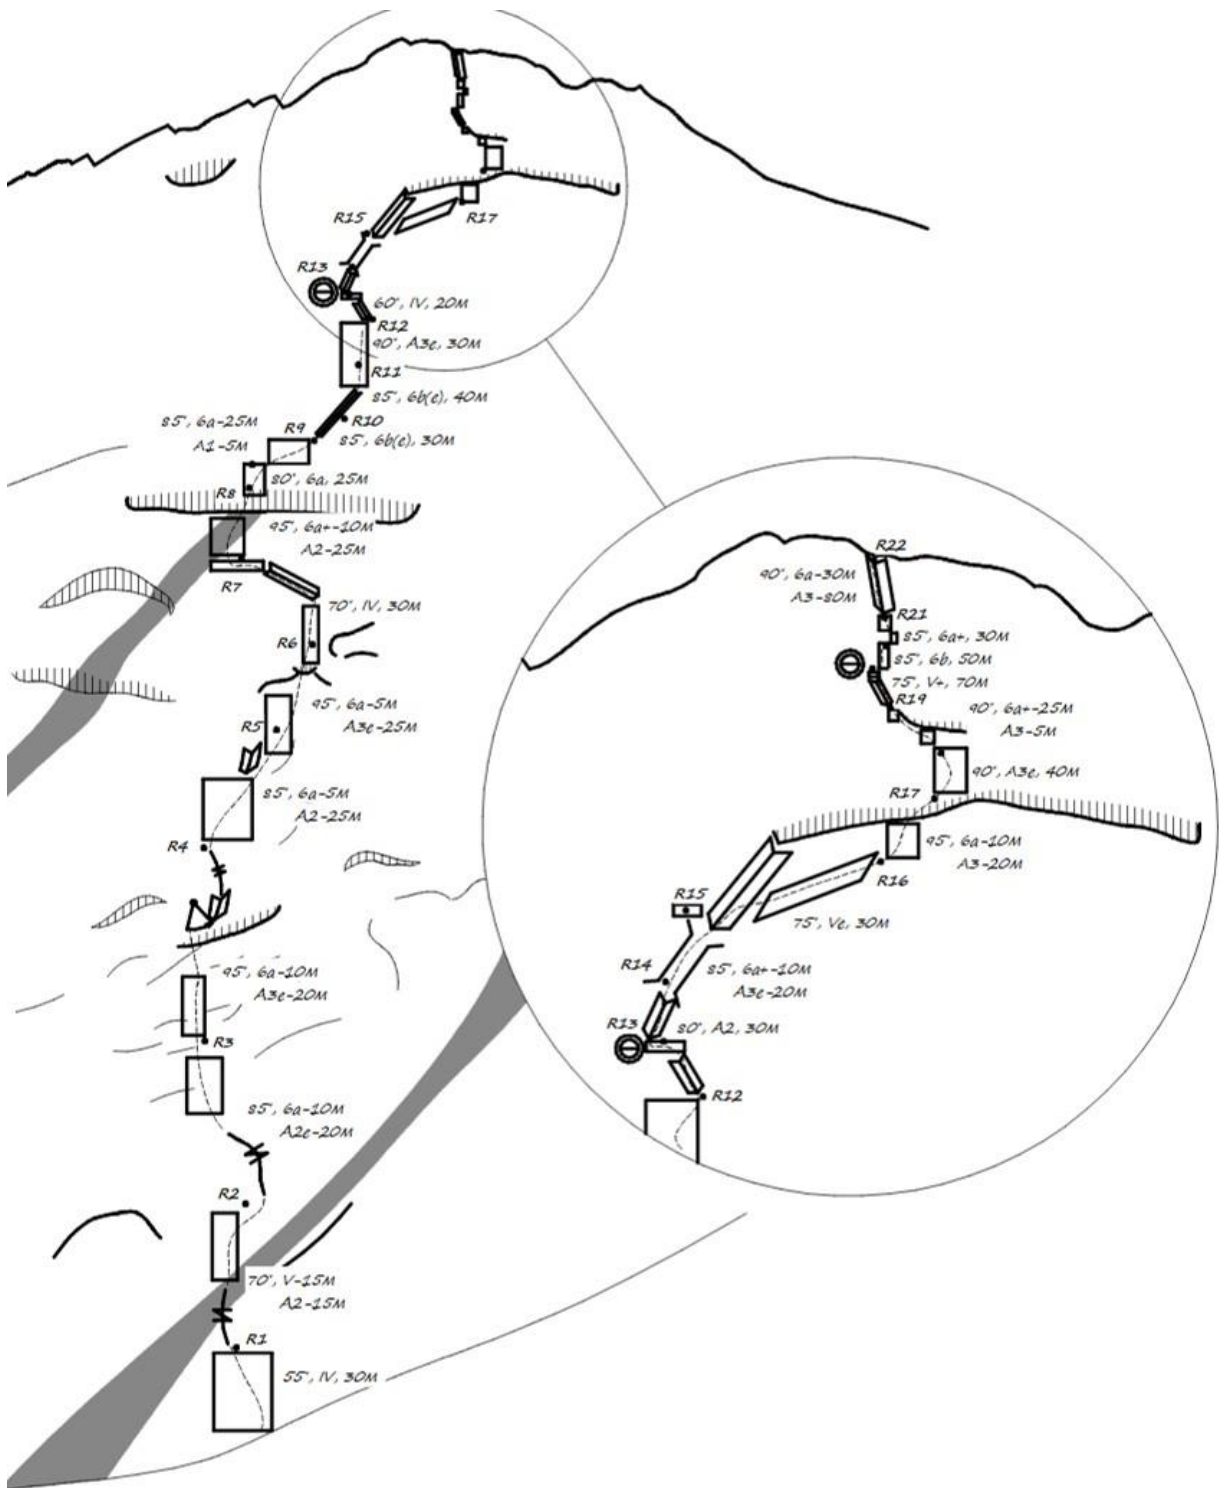 R15
R17
R13
60°, IV, 20M
R12
90°, A3e, 30M
R11
85°, 6b(e), 40M
85°, 6a-25M
R9
R10
A1-5M
85°, 6b(e), 30M
R8
80°, 6a, 25M
95°, 6a+-10M
A2-25M
R7
70°, IV, 30M
R6
95°, 6a-5M
A3e-25M
R5
85°, 6a-5M
A2-25M
R4
95°, 6a-10M
A3e-20M
R3
85°, 6a-10M
A2e-20M
R2
70°, V-15M
A2-15M
R1
55°, IV, 30M
R22
90°, 6a-30M
A3-80M
R21
85°, 6a+, 30M
85°, 6b, 50M
75°, V+, 70M
R19
90°, 6a+-25M
A3-5M
90°, A3e, 40M
R17
95°, 6a-10M
A3-20M
R16
R15
75°, Ve, 30M
R14
85°, 6a+-10M
A3e-20M
R13
80°, A2, 30M
R12